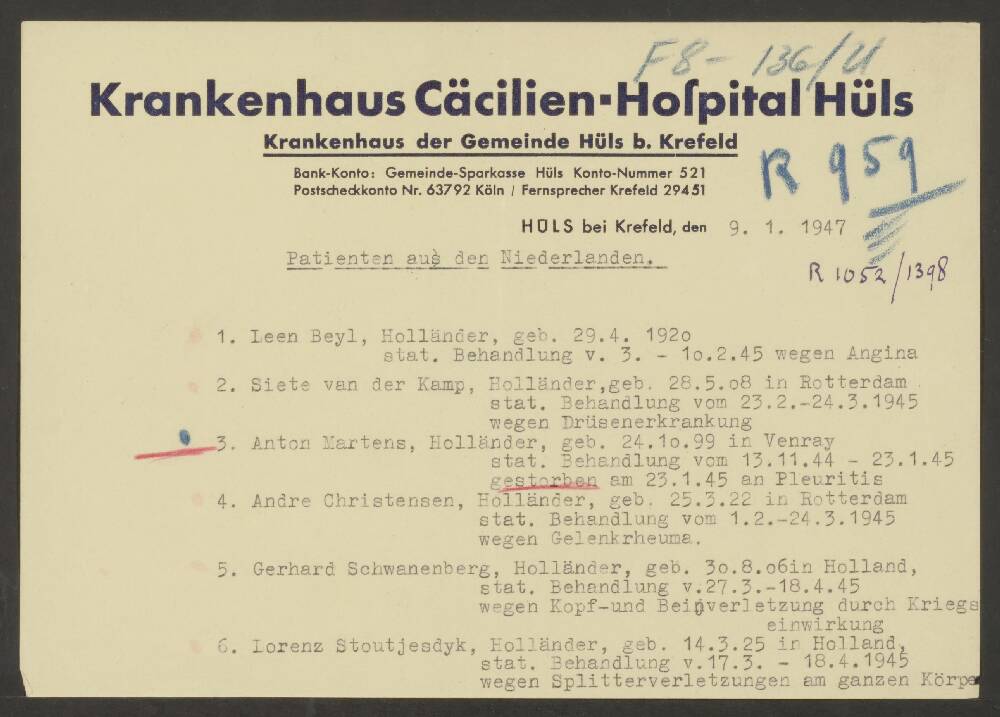 F8- 136/U
Krankenhaus Cäcilien-Hoſpital Hüls
Krankenhaus der Gemeinde Hüls b. Krefeld
Bank-Konto: Gemeinde-Sparkasse Hüls Konto-Nummer 521
Postscheckkonto Nr. 63792 Köln / Fernsprecher Krefeld 29451
R 959
HÜLS bei Krefeld, den 9. 1. 1947
R 1052/1398
Patienten aus den Niederlanden.
1. Leen Beyl, Holländer, geb. 29.4. 192o
stat. Behandlung v. 3. - 1o.2.45 wegen Angina
2. Siete van der Kamp, Holländer,geb. 28.5.o8 in Rotterdam
stat. Behandlung vom 23.2.-24.3.1945
wegen Drüsenerkrankung
3. Anton Martens, Holländer, geb. 24.1o.99 in Venray
stat. Behandlung vom 13.11.44 - 23.1.45
gestorben am 23.1.45 an Pleuritis
4. Andre Christensen, Holländer, geb. 25.3.22 in Rotterdam
stat. Behandlung vom 1.2.-24.3.1945
wegen Gelenkrheuma.
5. Gerhard Schwanenberg, Holländer, geb. 3o.8.o6in Holland,
stat. Behandlung v.27.3.-18.4.45
wegen Kopf-und Beinverletzung durch Kriegs
einwirkung
6. Lorenz Stoutjesdyk, Holländer, geb. 14.3.25 in Holland,
stat. Behandlung v.17.3. - 18.4.1945
wegen Splitterverletzungen am ganzen Körpe